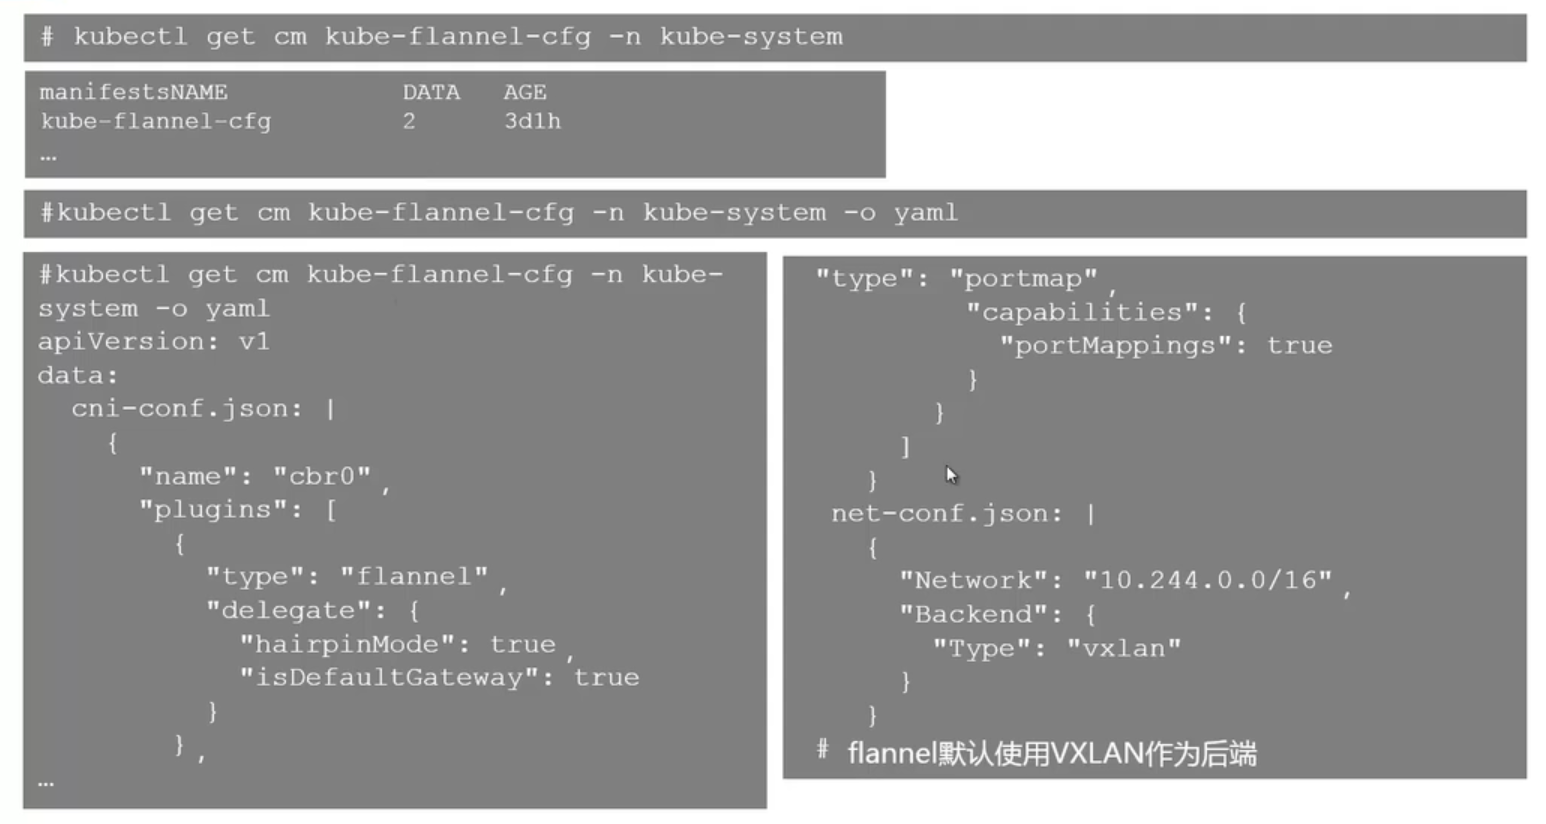 # kubectl get cm kube-flannel-cfg -n kube-system
manifestsNAME DATA AGE
kube-flannel-cfg 2 3d1h
…
#kubectl get cm kube-flannel-cfg -n kube-system -o yaml
#kubectl get cm kube-flannel-cfg -n kube-
system -o yaml
apiVersion: v1
data:
  cni-conf.json: |
    {
      "name": "cbr0",
      "plugins": [
        {
          "type": "flannel",
          "delegate": {
            "hairpinMode": true,
            "isDefaultGateway": true
          }
        },
…
"type": "portmap",
         "capabilities": {
           "portMappings": true
         }
       }
     ]
   }
 net-conf.json: |
   {
     "Network": "10.244.0.0/16",
     "Backend": {
       "Type": "vxlan"
     }
   }
# flannel默认使用VXLAN作为后端